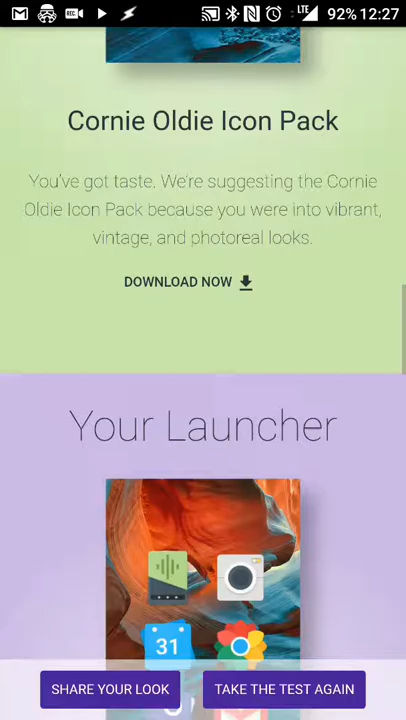 REC
LTE
92% 12:27
Cornie Oldie Icon Pack
You've got taste. We're suggesting the Cornie
Oldie Icon Pack because you were into vibrant,
vintage, and photoreal looks.
DOWNLOAD NOW
Your Launcher
31
SHARE YOUR LOOK
TAKE THE TEST AGAIN